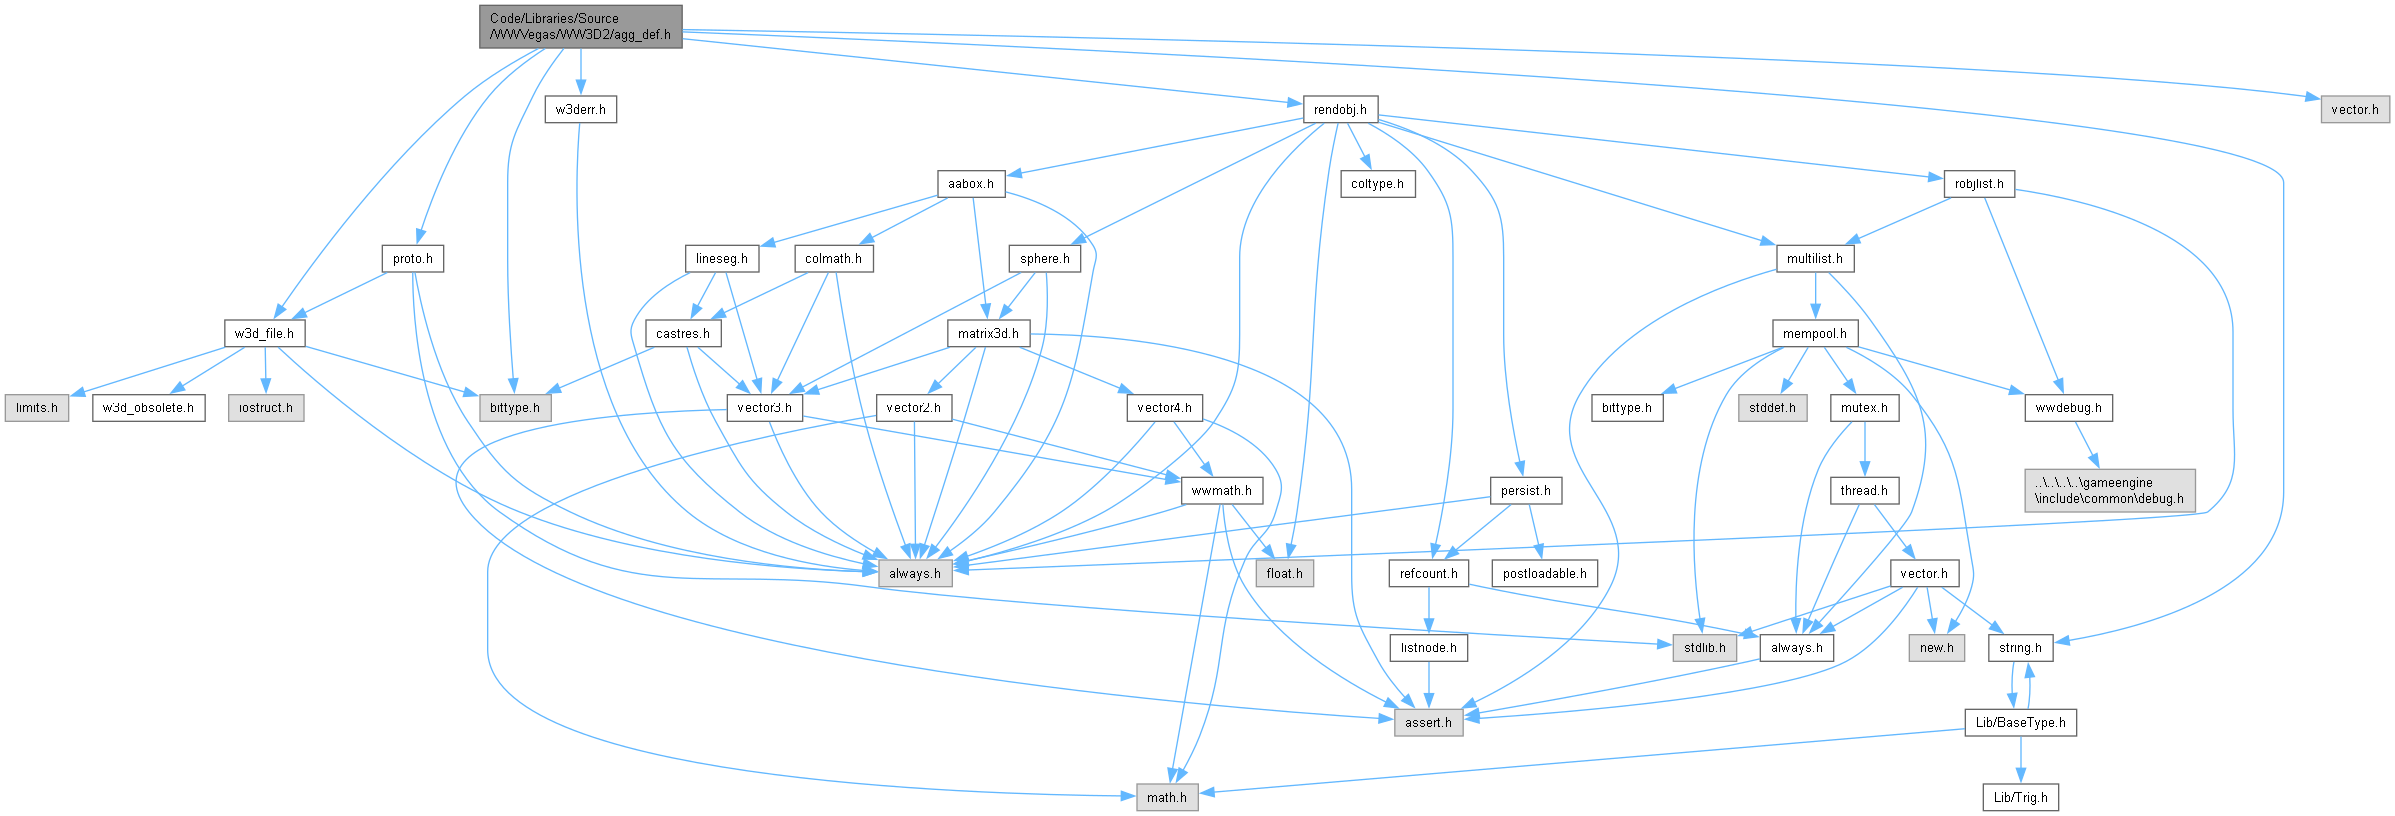 Code/Libraries/Source
/WWVegas/WW3D2/agg_def.h
w3derr.h
rendobj.h
vector.h
aabox.h
coltype.h
robjlist.h
proto.h
lineseg.h
colmath.h
sphere.h
multilist.h
w3d_file.h
castres.h
matrix3d.h
mempool.h
limits.h
w3d_obsolete.h
iostruct.h
bittype.h
vector3.h
vector2.h
vector4.h
bittype.h
stddef.h
mutex.h
wwdebug.h
wwmath.h
persist.h
thread.h
..\..\..\..\gameengine
\include\common\debug.h
always.h
float.h
refcount.h
postloadable.h
vector.h
listnode.h
stdlib.h
always.h
new.h
string.h
assert.h
Lib/BaseType.h
math.h
Lib/Trig.h